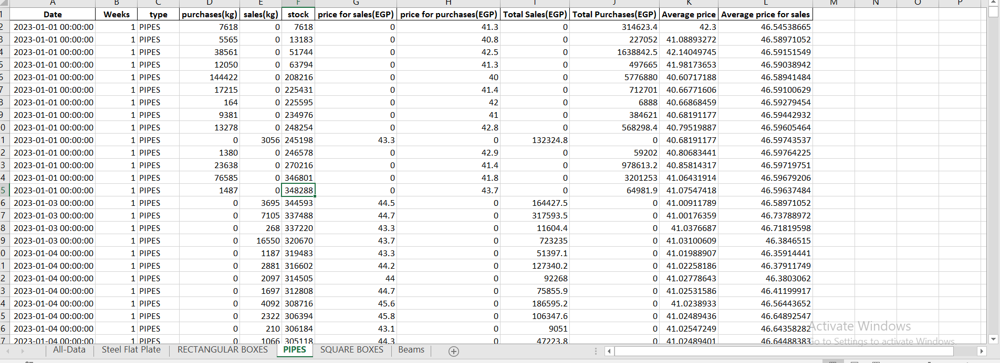 A B C D E F G H I J K L M N O P
1 Date Weeks type purchases(kg) sales(kg) stock price for sales(EGP) price for purchases(EGP) Total Sales(EGP) Total Purchases(EGP) Average price Average price for sales
2 2023-01-01 00:00:00 1 PIPES 7618 0 7618 0 41.3 0 314623.4 42.3 46.54538665
3 2023-01-01 00:00:00 1 PIPES 5565 0 13183 0 40.8 0 227052 41.08893272 46.58971052
4 2023-01-01 00:00:00 1 PIPES 38561 0 51744 0 42.5 0 1638842.5 42.14049745 46.59151549
5 2023-01-01 00:00:00 1 PIPES 12050 0 63794 0 41.3 0 497665 41.98173653 46.59038942
6 2023-01-01 00:00:00 1 PIPES 144422 0 208216 0 40 0 5776880 40.60717188 46.58941484
7 2023-01-01 00:00:00 1 PIPES 17215 0 225431 0 41.4 0 712701 40.66771606 46.59100629
8 2023-01-01 00:00:00 1 PIPES 164 0 225595 0 42 0 6888 40.66868459 46.59279454
9 2023-01-01 00:00:00 1 PIPES 9381 0 234976 0 41 0 384621 40.68191177 46.59442932
0 2023-01-01 00:00:00 1 PIPES 13278 0 248254 0 42.8 0 568298.4 40.79519887 46.59605464
1 2023-01-01 00:00:00 1 PIPES 0 3056 245198 43.3 0 132324.8 0 40.68191177 46.59743537
2 2023-01-01 00:00:00 1 PIPES 1380 0 246578 0 42.9 0 59202 40.80683441 46.59764225
3 2023-01-01 00:00:00 1 PIPES 23638 0 270216 0 41.4 0 978613.2 40.85814317 46.59719751
4 2023-01-01 00:00:00 1 PIPES 76585 0 346801 0 41.8 0 3201253 41.06431914 46.59679206
5 2023-01-01 00:00:00 1 PIPES 1487 0 348288 0 43.7 0 64981.9 41.07547418 46.59637484
6 2023-01-03 00:00:00 1 PIPES 0 3695 344593 44.5 0 164427.5 0 41.00911789 46.58971052
7 2023-01-03 00:00:00 1 PIPES 0 7105 337488 44.7 0 317593.5 0 41.00176359 46.73788972
8 2023-01-03 00:00:00 1 PIPES 0 268 337220 43.3 0 11604.4 0 41.0376687 46.71819598
9 2023-01-03 00:00:00 1 PIPES 0 16550 320670 43.7 0 723235 0 41.03100609 46.3846515
0 2023-01-04 00:00:00 1 PIPES 0 1187 319483 43.3 0 51397.1 0 41.01988907 46.35914441
1 2023-01-04 00:00:00 1 PIPES 0 2881 316602 44.2 0 127340.2 0 41.02258186 46.37911749
2 2023-01-04 00:00:00 1 PIPES 0 2097 314505 44 0 92268 0 41.02778643 46.3803062
3 2023-01-04 00:00:00 1 PIPES 0 1697 312808 44.7 0 75855.9 0 41.02531586 46.41199917
4 2023-01-04 00:00:00 1 PIPES 0 4092 308716 45.6 0 186595.2 0 41.0238933 46.56443652
5 2023-01-04 00:00:00 1 PIPES 0 2322 306394 45.8 0 106347.6 0 41.02489436 46.64892547
6 2023-01-04 00:00:00 1 PIPES 0 210 306184 43.1 0 9051 0 41.02547249 46.64358282
Activate Windows
7 2023-01-04 00:00:00 1 PIPES 0 1066 305118 44.3 0 47223.8 0 41.02489401 46.64488383
Go to Settings to activate Windows.
All-Data Steel Flat Plate RECTANGULAR BOXES PIPES SQUARE BOXES Beams